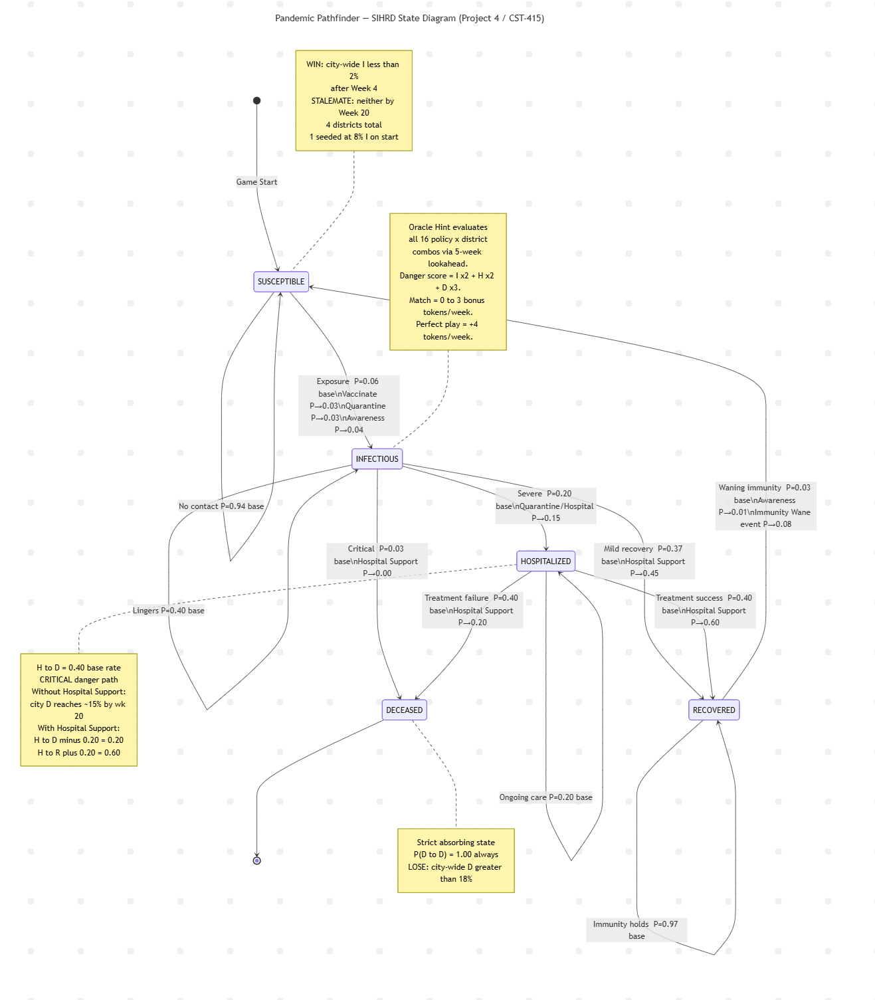 Pandemic Pathfinder — SIHRD State Diagram (Project 4 / CST-415)
WIN: city-wide I less than
2%
after Week 4
STALEMATE: neither by
Week 20
4 districts total
1 seeded at 8% I on start
Game Start
Oracle Hint evaluates
all 16 policy x district
combos via 5-week
lookahead.
Danger score = I x2 + H x2
+ D x3.
Match = 0 to 3 bonus
tokens/week.
Perfect play = +4
tokens/week.
SUSCEPTIBLE
Exposure P=0.06
base\nVaccinate
P→0.03\nQuarantine
P→0.03\nAwareness
P→0.04
INFECTIOUS
No contact P=0.94 base
Severe P=0.20
base\nQuarantine/Hospital
P→0.15
Waning immunity P=0.03
base\nAwareness
P→0.01\nImmunity Wane
event P→0.08
Critical P=0.03
base\nHospital Support
P→0.00
HOSPITALIZED
Mild recovery P=0.37
base\nHospital Support
P→0.45
Lingers P=0.40 base
Treatment failure P=0.40
base\nHospital Support
P→0.20
Treatment success P=0.40
base\nHospital Support
P→0.60
H to D = 0.40 base rate
CRITICAL danger path
Without Hospital Support:
city D reaches ~15% by wk
20
With Hospital Support:
H to D minus 0.20 = 0.20
H to R plus 0.20 = 0.60
DECEASED
RECOVERED
Ongoing care P=0.20 base
Strict absorbing state
P(D to D) = 1.00 always
LOSE: city-wide D greater
than 18%
Immunity holds P=0.97
base